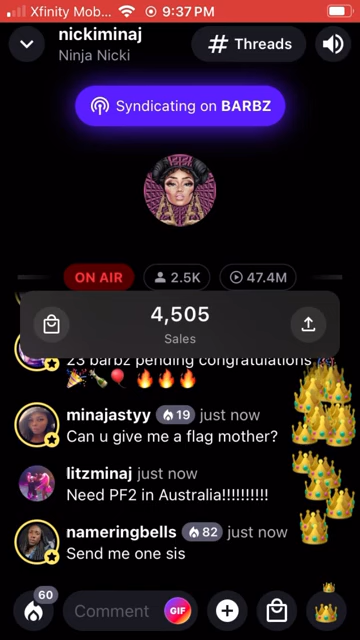 Xfinity Mob... 9:37 PM
nickiminaj
Ninja Nicki
# Threads
Syndicating on BARBZ
ON AIR 2.5K 47.4M
4,505
Sales
23 barbz pending congratulations 🎉
🎉🍾🎈 🔥🔥🔥
minajastyy 19 just now
Can u give me a flag mother?
litzminaj just now
Need PF2 in Australia!!!!!!!!!!
nameringbells 82 just now
Send me one sis
60
Comment GIF